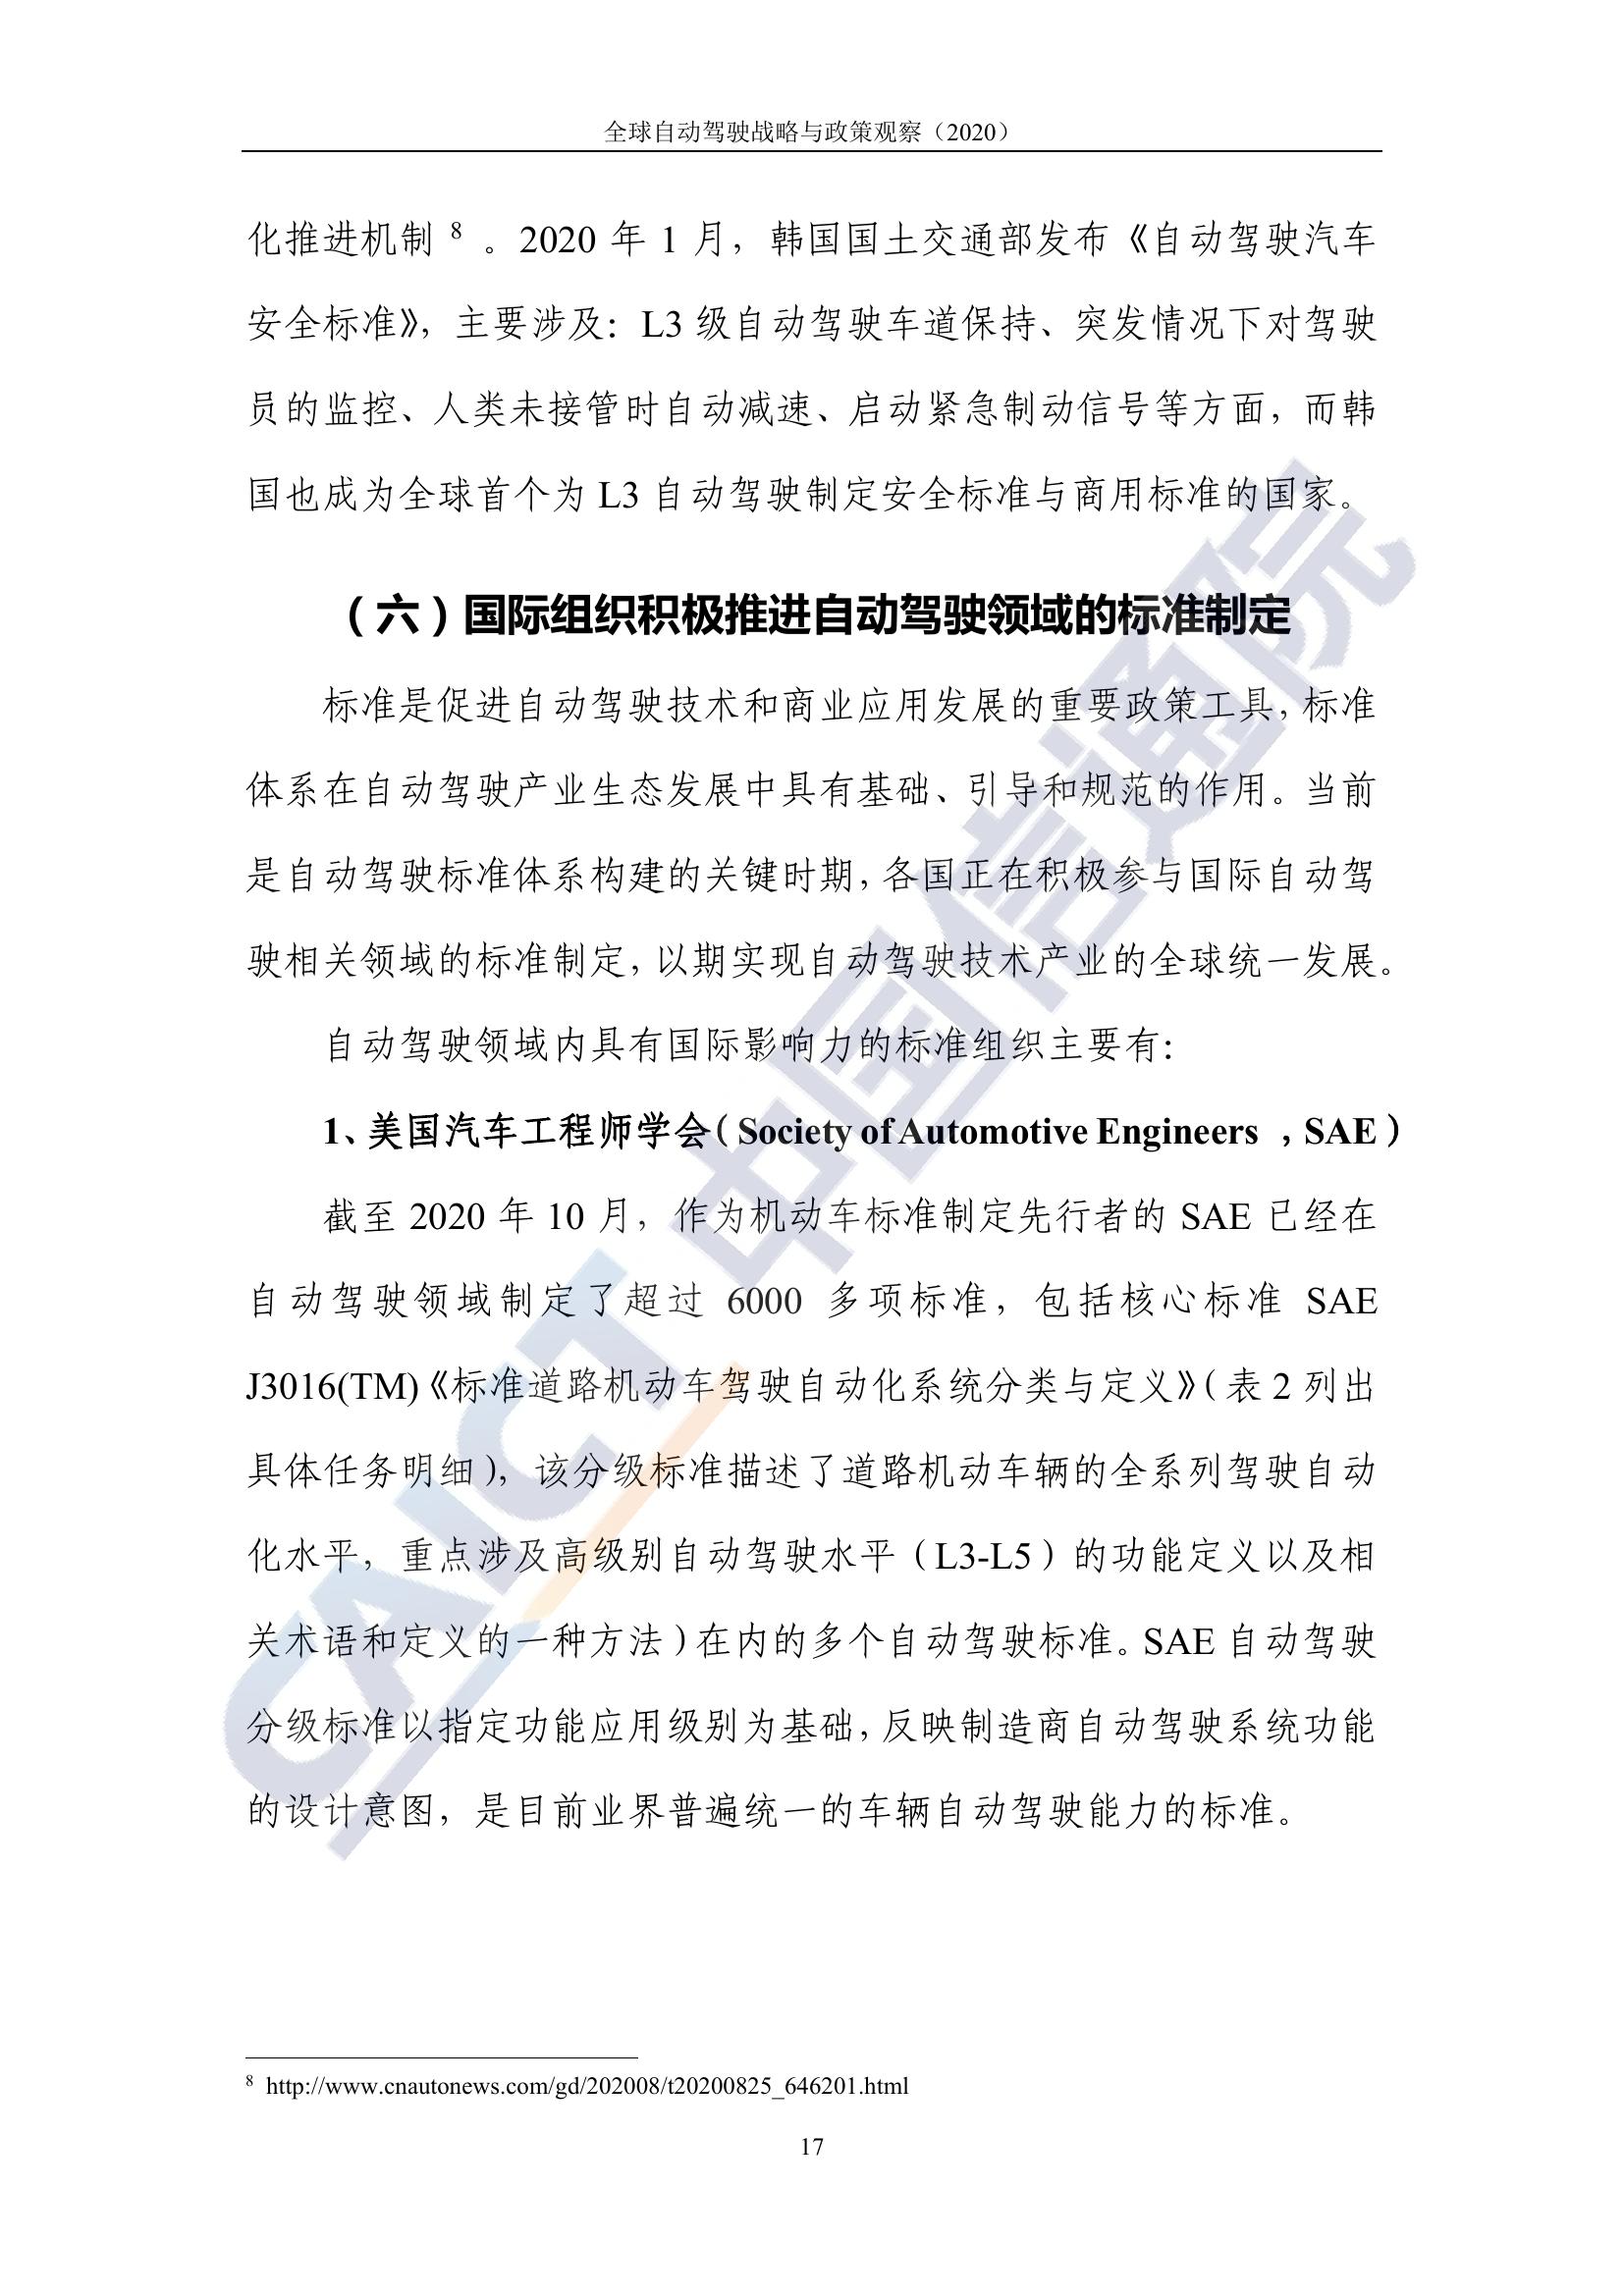 全球自动驾驶战略与政策观察（2020）
化推进机制 8 。2020 年 1 月，韩国国土交通部发布《自动驾驶汽车
安全标准》，主要涉及：L3 级自动驾驶车道保持、突发情况下对驾驶
员的监控、人类未接管时自动减速、启动紧急制动信号等方面，而韩
国也成为全球首个为 L3 自动驾驶制定安全标准与商用标准的国家。
（六）国际组织积极推进自动驾驶领域的标准制定
标准是促进自动驾驶技术和商业应用发展的重要政策工具，标准
体系在自动驾驶产业生态发展中具有基础、引导和规范的作用。当前
是自动驾驶标准体系构建的关键时期，各国正在积极参与国际自动驾
驶相关领域的标准制定，以期实现自动驾驶技术产业的全球统一发展。
自动驾驶领域内具有国际影响力的标准组织主要有：
1、美国汽车工程师学会（Society of Automotive Engineers ，SAE）
截至 2020 年 10 月，作为机动车标准制定先行者的 SAE 已经在
自动驾驶领域制定了超过 6000 多项标准，包括核心标准 SAE
J3016(TM)《标准道路机动车驾驶自动化系统分类与定义》（表 2 列出
具体任务明细），该分级标准描述了道路机动车辆的全系列驾驶自动
化水平，重点涉及高级别自动驾驶水平（L3-L5）的功能定义以及相
关术语和定义的一种方法）在内的多个自动驾驶标准。SAE 自动驾驶
分级标准以指定功能应用级别为基础，反映制造商自动驾驶系统功能
的设计意图，是目前业界普遍统一的车辆自动驾驶能力的标准。
8 http://www.cnautonews.com/gd/202008/t20200825_646201.html
17
CAICT 中国信通院